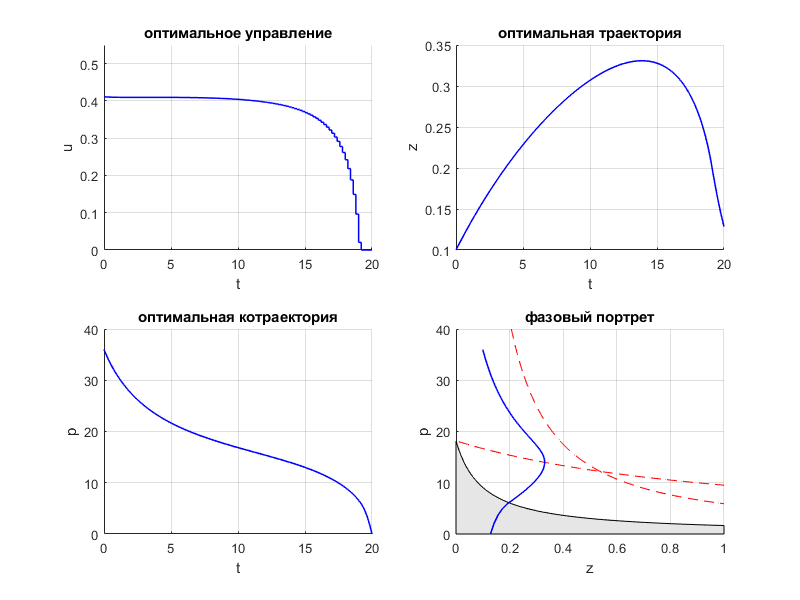 оптимальное управление
0.5
0.4
0.3
0.2
0.1
0
u
0 5 10 15 20
t
оптимальная траектория
0.35
0.3
0.25
0.2
0.15
0.1
z
0 5 10 15 20
t
оптимальная котраектория
40
30
20
10
0
p
0 5 10 15 20
t
фазовый портрет
40
30
20
10
0
p
0 0.2 0.4 0.6 0.8 1
z